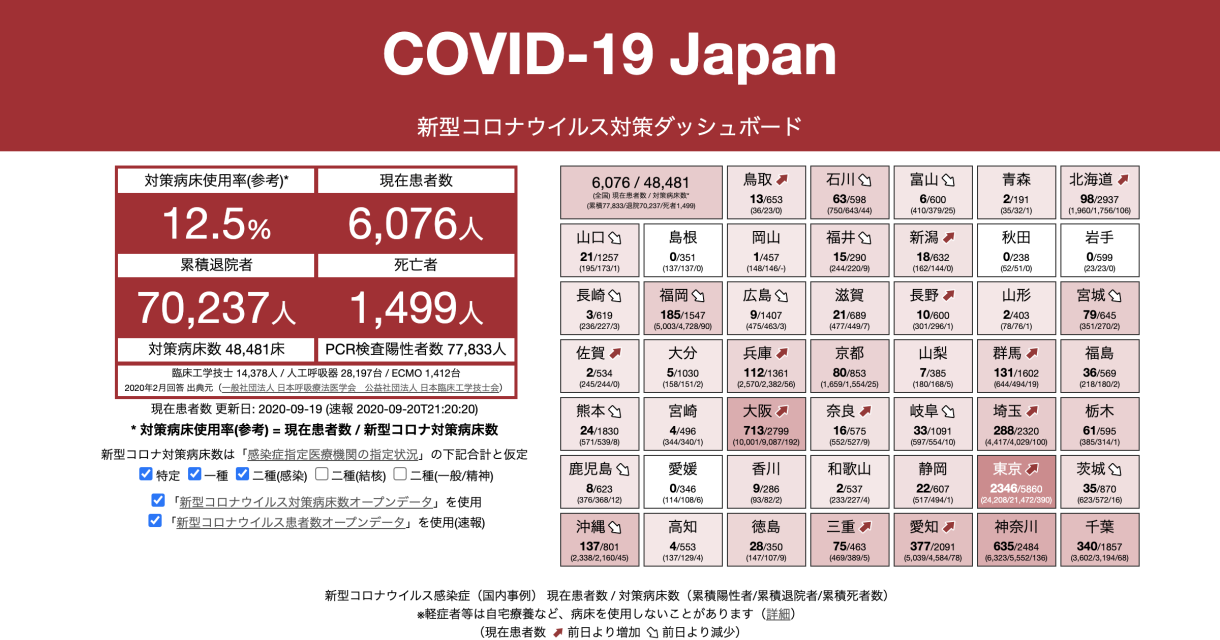 COVID-19 Japan
新型コロナウイルス対策ダッシュボード
対策病床使用率(参考)*
現在患者数
12.5%
6,076人
累積退院者
死亡者
70,237人
1,499人
対策病床数 48,481床
PCR検査陽性者数 77,833人
臨床工学技士 14,378人 / 人工呼吸器 28,197台 / ECMO 1,412台
2020年2月回答 出典元（一般社団法人 日本呼吸療法医学会　公益社団法人 日本臨床工学技士会）
現在患者数 更新日: 2020-09-19 (速報 2020-09-20T21:20:20)
* 対策病床使用率(参考) = 現在患者数 / 新型コロナ対策病床数
新型コロナ対策病床数は「感染症指定医療機関の指定状況」の下記合計と仮定
特定 一種 二種(感染) 二種(結核) 二種(一般/精神)
「新型コロナウイルス対策病床数オープンデータ」を使用
「新型コロナウイルス患者数オープンデータ」を使用(速報)
6,076 / 48,481
(全国) 現在患者数 / 対策病床数*
(累積77,833/退院70,237/死者1,499)
鳥取
13/653
(36/23/0)
石川
63/598
(750/643/44)
富山
6/600
(410/379/25)
青森
2/191
(35/32/1)
北海道
98/2937
(1,960/1,756/106)
山口
21/1257
(195/173/1)
島根
0/351
(137/137/0)
岡山
1/457
(148/146/-)
福井
15/290
(244/220/9)
新潟
18/632
(162/144/0)
秋田
0/238
(52/51/0)
岩手
0/599
(23/23/0)
長崎
3/619
(236/227/3)
福岡
185/1547
(5,003/4,728/90)
広島
9/1407
(475/463/3)
滋賀
21/689
(477/449/7)
長野
10/600
(301/296/1)
山形
2/403
(78/76/1)
宮城
79/645
(351/270/2)
佐賀
2/534
(245/244/0)
大分
5/1030
(158/151/2)
兵庫
112/1361
(2,570/2,382/56)
京都
80/853
(1,659/1,554/25)
山梨
7/385
(180/168/5)
群馬
131/1602
(644/494/19)
福島
36/569
(218/180/2)
熊本
24/1830
(571/539/8)
宮崎
4/496
(344/340/1)
大阪
713/2799
(10,001/9,087/192)
奈良
16/575
(552/527/9)
岐阜
33/1091
(597/554/10)
埼玉
288/2320
(4,417/4,029/100)
栃木
61/595
(385/314/1)
鹿児島
8/623
(376/368/12)
愛媛
0/346
(114/108/6)
香川
9/286
(93/82/2)
和歌山
2/537
(233/227/4)
静岡
22/607
(517/494/1)
東京
2346/5860
(24,208/21,472/390)
茨城
35/870
(623/572/16)
沖縄
137/801
(2,338/2,160/45)
高知
4/553
(137/129/4)
徳島
28/350
(147/107/9)
三重
75/463
(469/389/5)
愛知
377/2091
(5,039/4,584/78)
神奈川
635/2484
(6,323/5,552/136)
千葉
340/1857
(3,602/3,194/68)
新型コロナウイルス感染症（国内事例） 現在患者数 / 対策病床数（累積陽性者/累積退院者/累積死者数）
※軽症者等は自宅療養など、病床を使用しないことがあります（詳細）
（現在患者数 前日より増加 前日より減少）